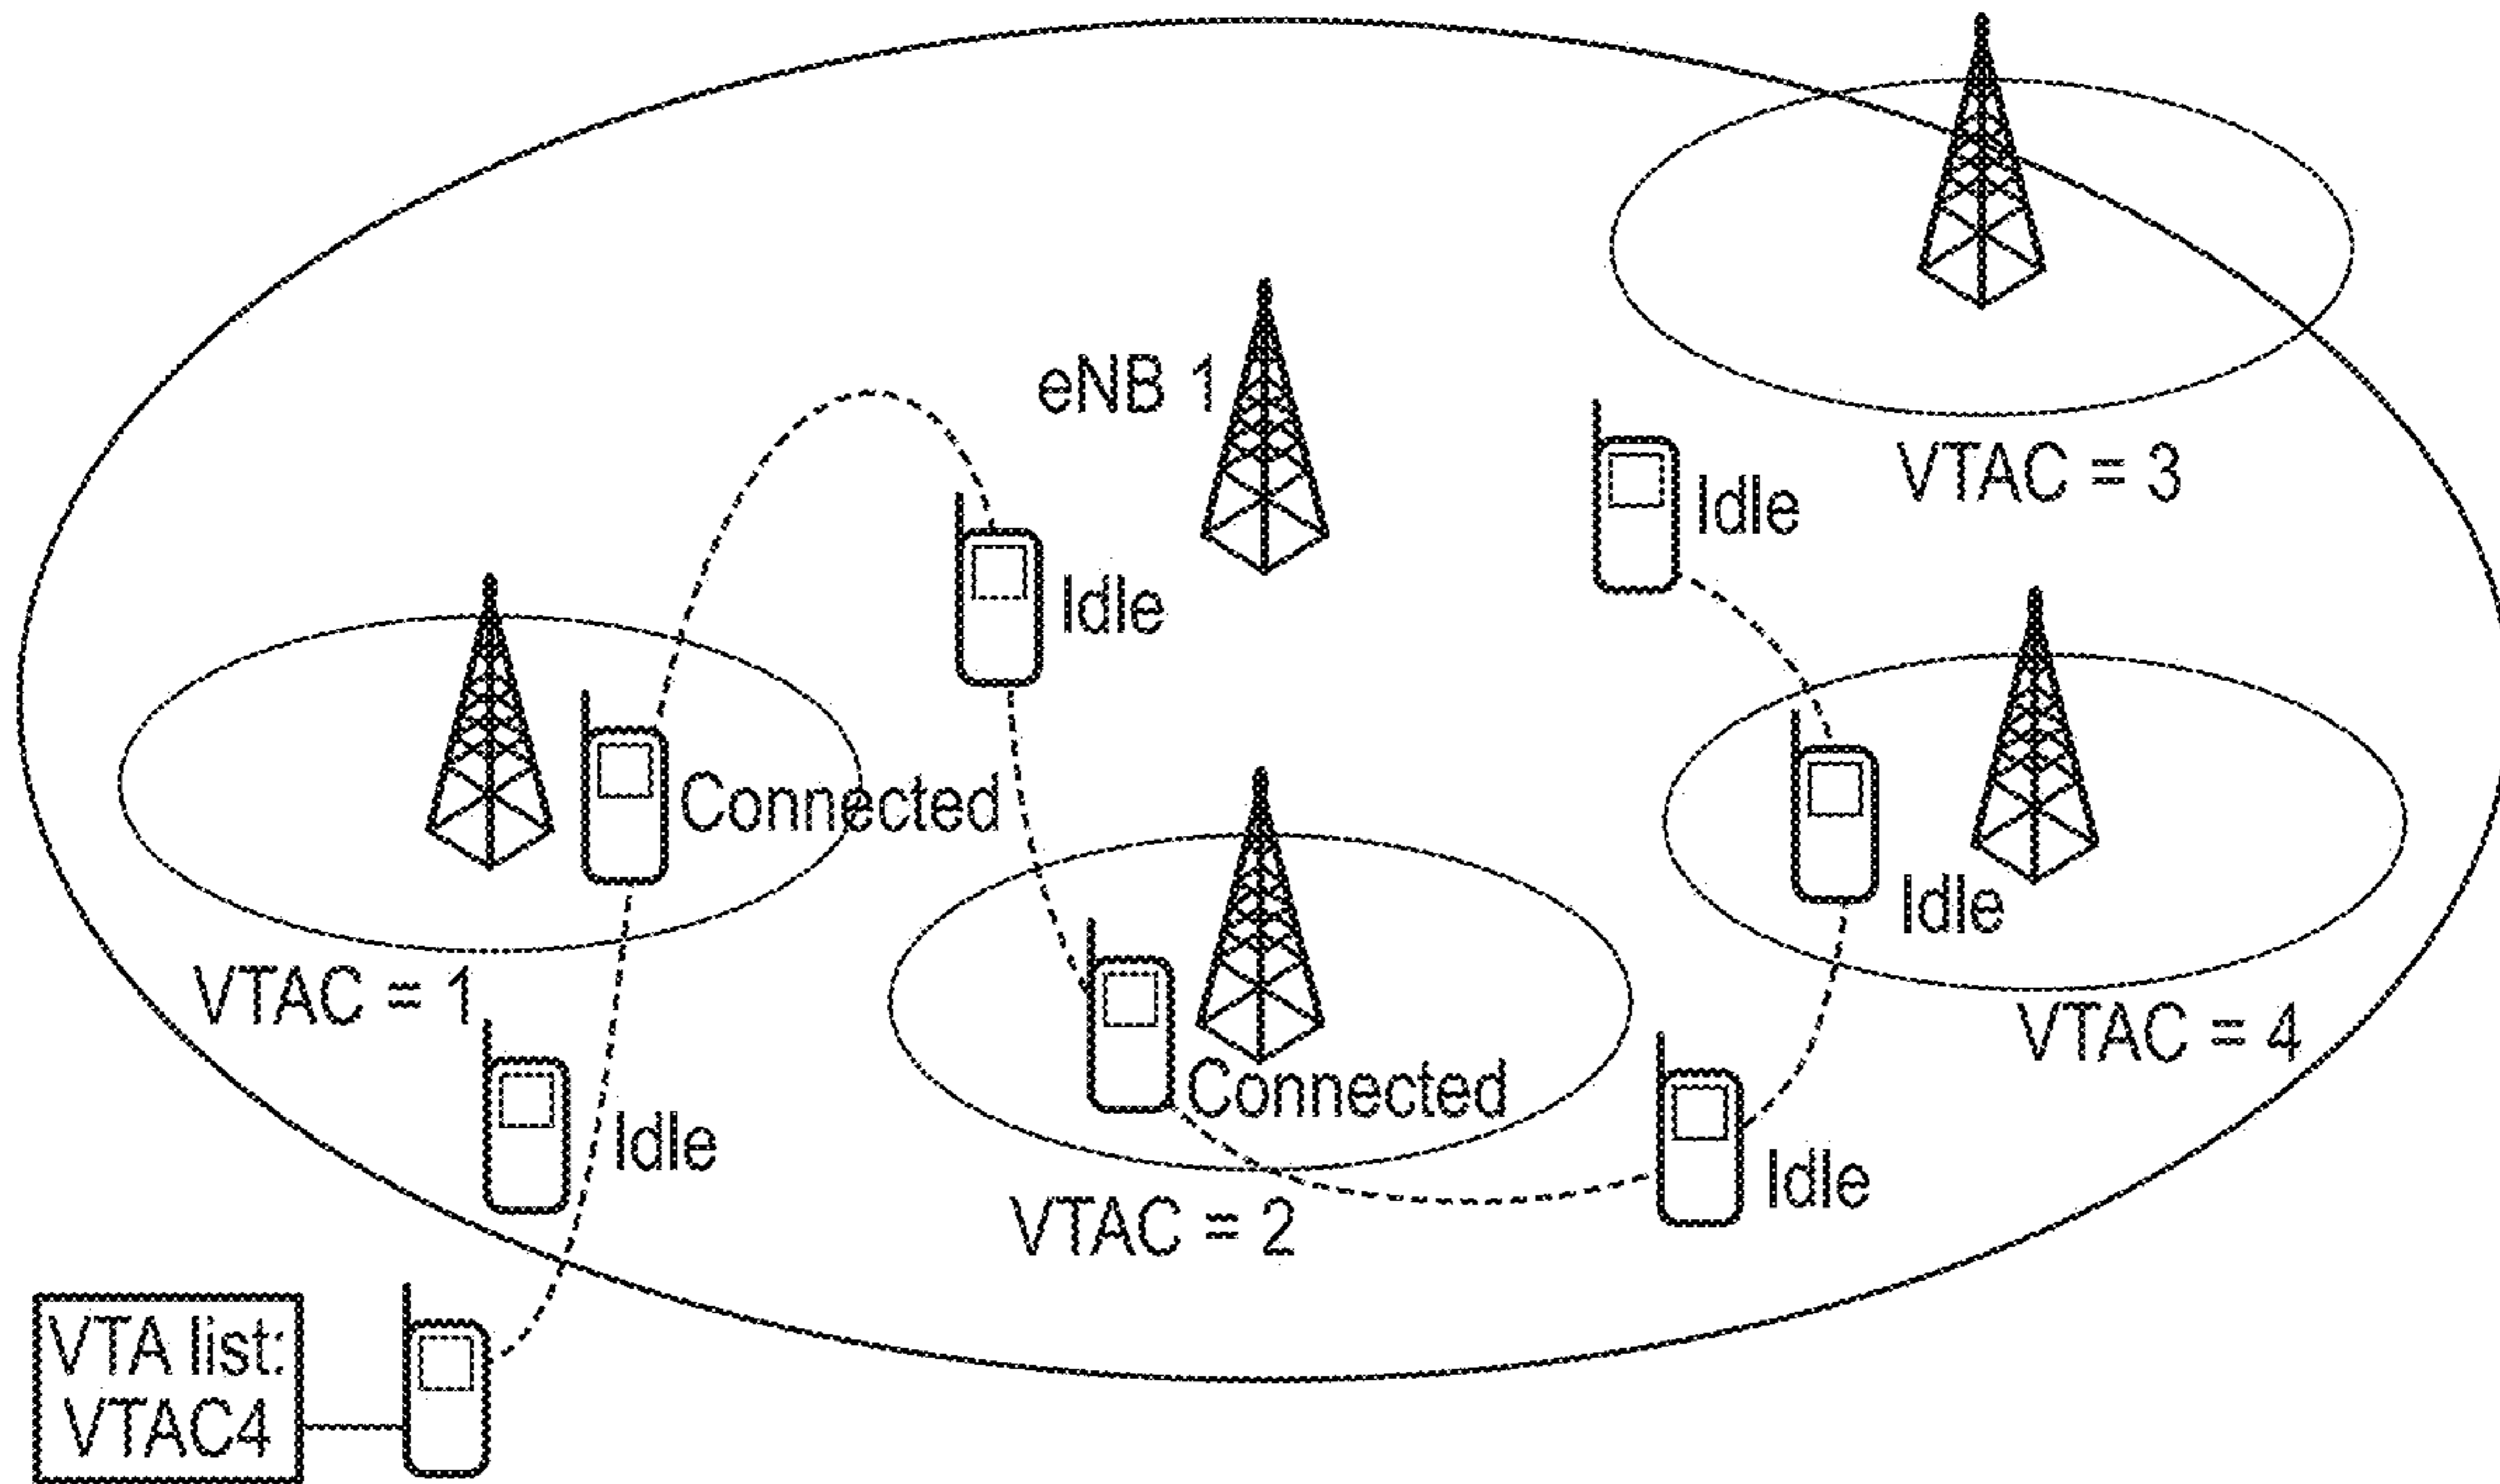 eNB 1
Idle
VTAC = 3
Idle
Connected
Idle
VTAC = 1
VTAC = 4
Connected
Idle
Idle
VTAC = 2
VTA list:
VTAC4